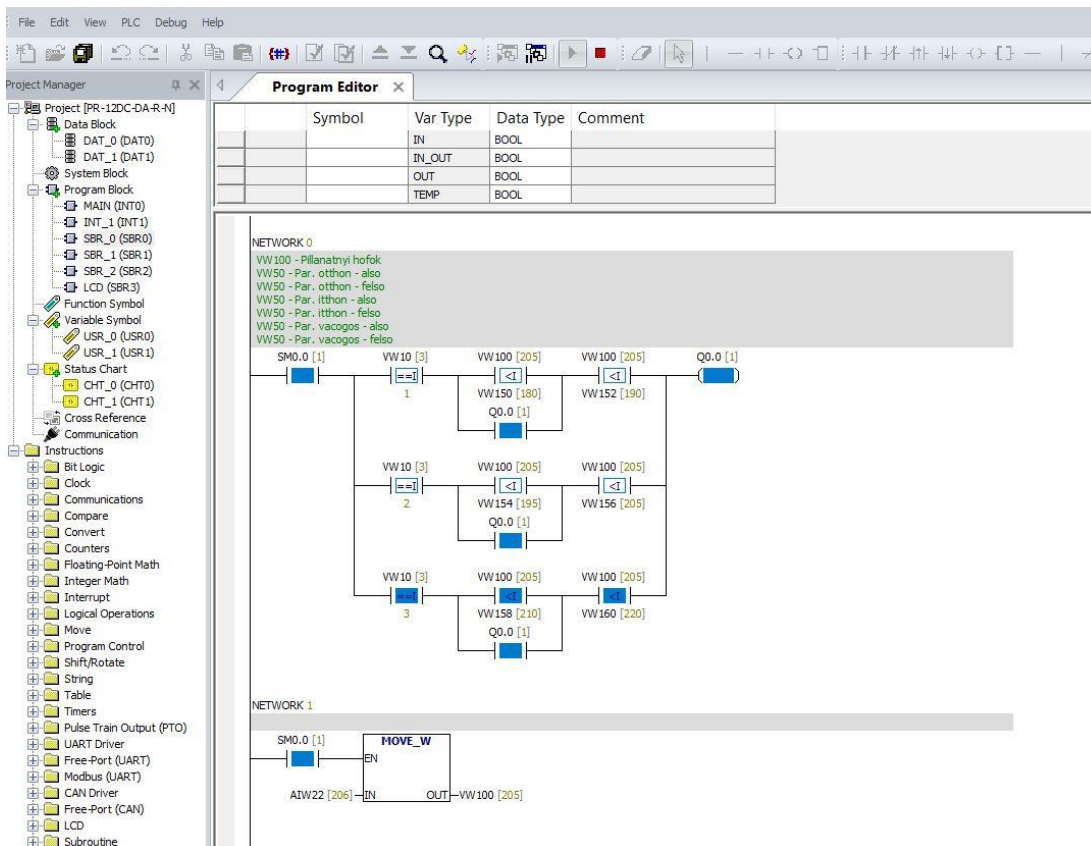 File Edit View PLC Debug Help
Project Manager
Program Editor
Project [PR-12DC-DA-R-N]
Data Block
DAT_0 (DAT0)
DAT_1 (DAT1)
System Block
Program Block
MAIN (INT0)
INT_1 (INT1)
SBR_0 (SBR0)
SBR_1 (SBR1)
SBR_2 (SBR2)
LCD (SBR3)
Function Symbol
Variable Symbol
USR_0 (USR0)
USR_1 (USR1)
Status Chart
CHT_0 (CHT0)
CHT_1 (CHT1)
Cross Reference
Communication
Instructions
Bit Logic
Clock
Communications
Compare
Convert
Counters
Floating-Point Math
Integer Math
Interrupt
Logical Operations
Move
Program Control
Shift/Rotate
String
Table
Timers
Pulse Train Output (PTO)
UART Driver
Free-Port (UART)
Modbus (UART)
CAN Driver
Free-Port (CAN)
LCD
Subroutine
Symbol Var Type Data Type Comment
IN BOOL
IN_OUT BOOL
OUT BOOL
TEMP BOOL
NETWORK 0
VW100 - Pillanatnyi hofok
VW50 - Par. otthon - also
VW50 - Par. otthon - felso
VW50 - Par. itthon - also
VW50 - Par. itthon - felso
VW50 - Par. vacogos - also
VW50 - Par. vacogos - felso
SM0.0 [1] VW10 [3] VW100 [205] VW100 [205] Q0.0 [1]
==I <I <I
1 VW150 [180] VW152 [190]
Q0.0 [1]
VW10 [3] VW100 [205] VW100 [205]
==I <I <I
2 VW154 [195] VW156 [205]
Q0.0 [1]
VW10 [3] VW100 [205] VW100 [205]
==I <I <I
3 VW158 [210] VW160 [220]
Q0.0 [1]
NETWORK 1
SM0.0 [1] MOVE_W
EN
AIW22 [206] IN OUT VW100 [205]